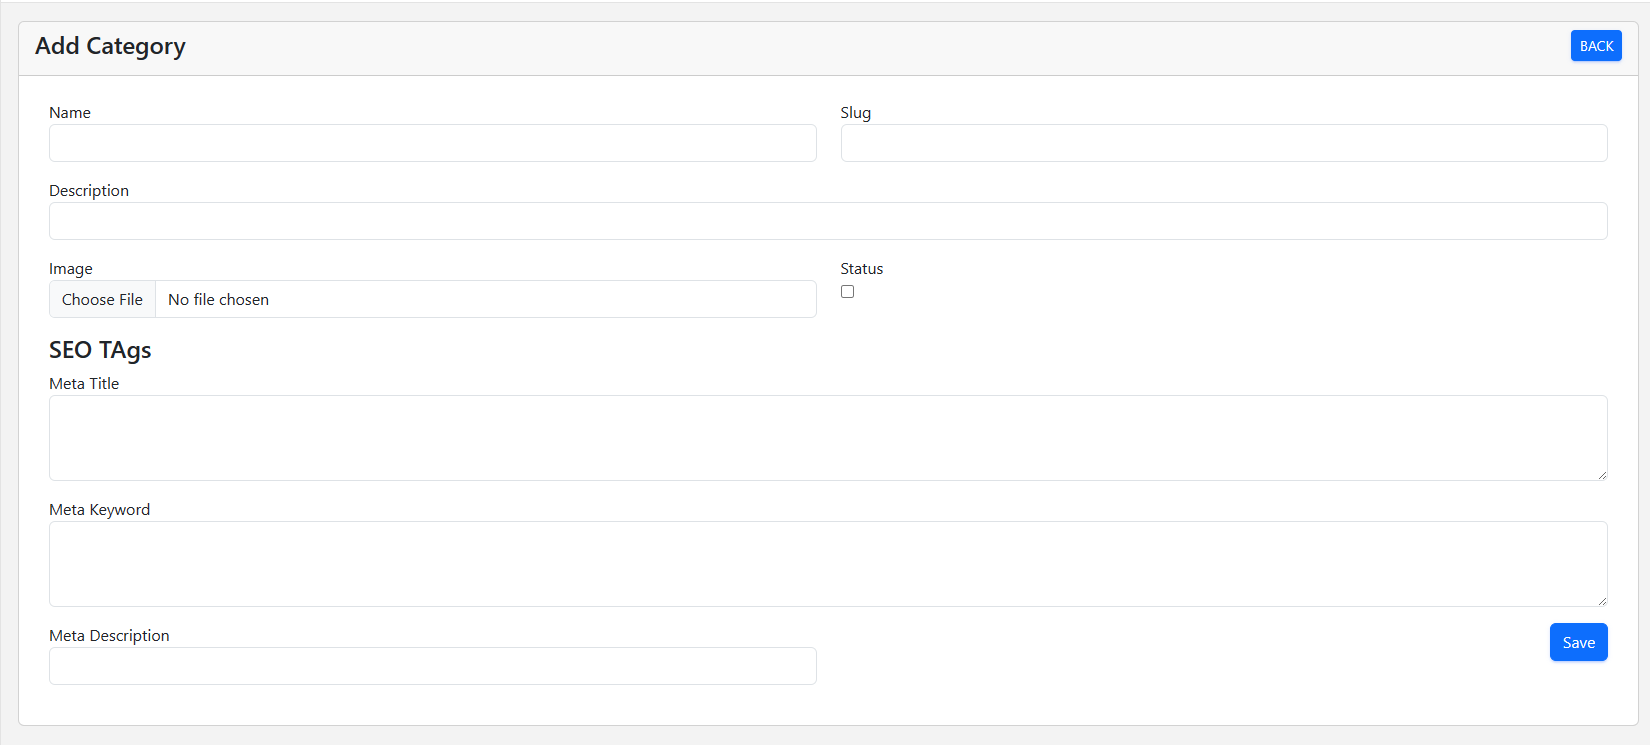 Add Category
BACK
Name
Slug
Description
Image
Status
Choose File No file chosen
SEO TAgs
Meta Title
Meta Keyword
Meta Description
Save